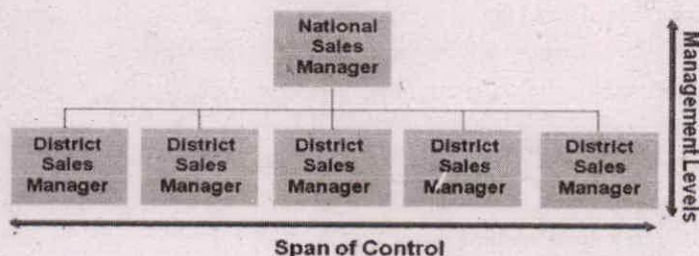 National
Sales
Manager
District
Sales
Manager
District
Sales
Manager
District
Sales
Manager
District
Sales
Manager
District
Sales
Manager
Span of Control
Management Levels